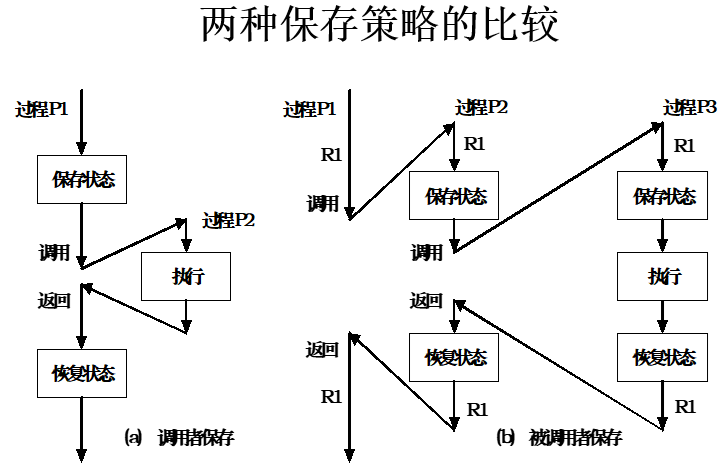 两种保存策略的比较
过程P1
保存状态
调用
过程P2
执行
返回
恢复状态
(a) 调用者保存
过程P1
R1
调用
过程P2
R1
保存状态
调用
过程P3
R1
保存状态
执行
恢复状态
R1
返回
恢复状态
R1
返回
R1
(b) 被调用者保存